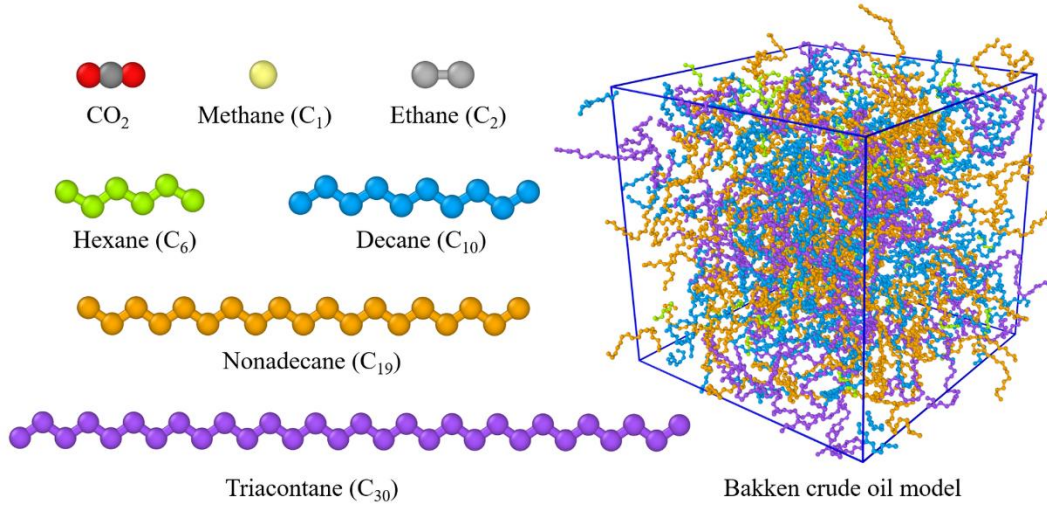 CO₂
Methane (C₁)
Ethane (C₂)
Hexane (C₆)
Decane (C₁₀)
Nonadecane (C₁₉)
Triacontane (C₃₀)
Bakken crude oil model